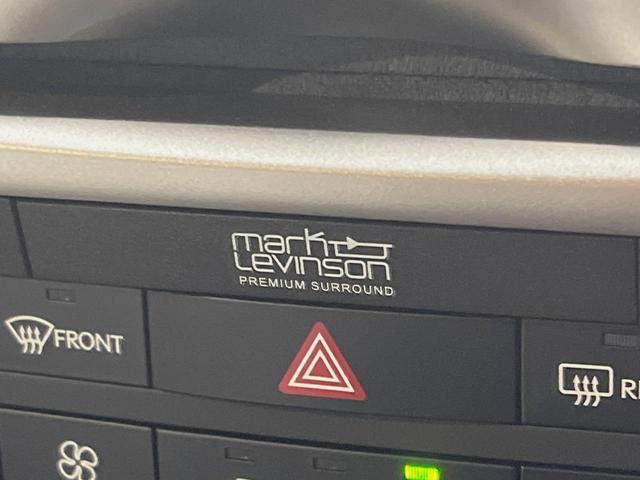 mark
Levinson
PREMIUM SURROUND
FRONT